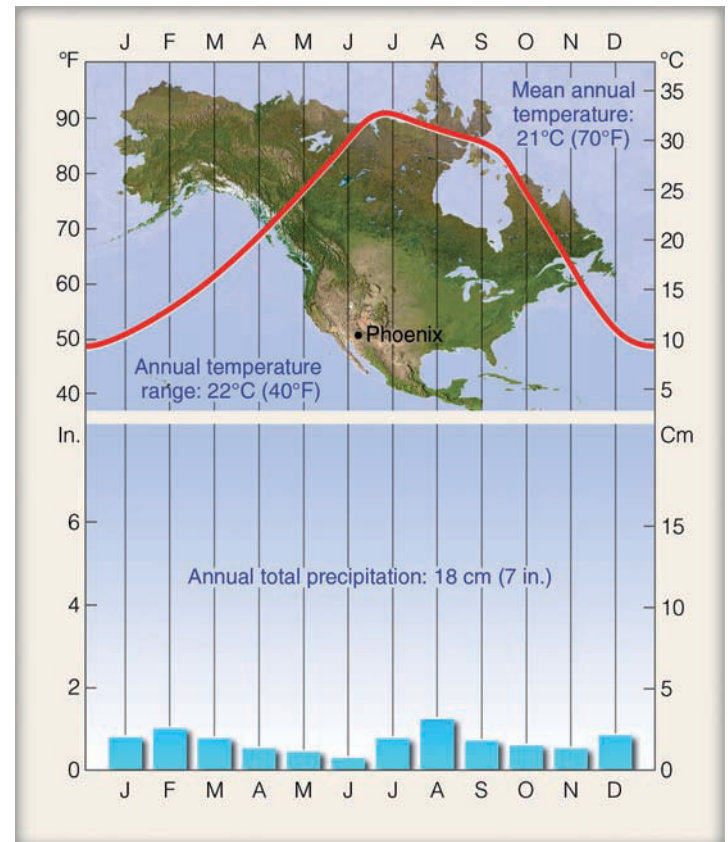 J F M A M J J A S O N D
°F °C
Mean annual
temperature:
21°C (70°F)
90
80
70
60
50
40
35
30
25
20
15
10
5
Phoenix
Annual temperature
range: 22°C (40°F)
In. Cm
6
4
2
0
15
10
5
0
Annual total precipitation: 18 cm (7 in.)
J F M A M J J A S O N D